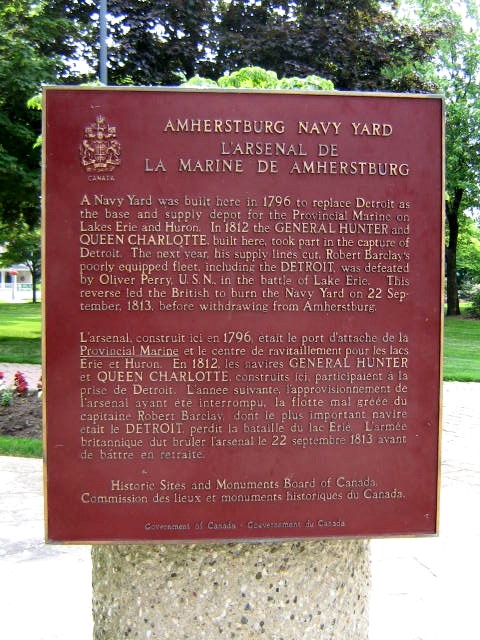 CANADA
AMHERSTBURG NAVY YARD
L'ARSENAL DE
LA MARINE DE AMHERSTBURG
A Navy Yard was built here in 1796 to replace Detroit as
the base and supply depot for the Provincial Marine on
Lakes Erie and Huron. In 1812 the GENERAL HUNTER and
QUEEN CHARLOTTE, built here, took part in the capture of
Detroit. The next year, his supply lines cut, Robert Barclay's
poorly equipped fleet, including the DETROIT, was defeated
by Oliver Perry, U.S.N., in the battle of Lake Erie. This
reverse led the British to burn the Navy Yard on 22 Sep-
tember, 1813, before withdrawing from Amherstburg.
L'arsenal, construit ici en 1796, était le port d'attache de la
Provincial Marine et le centre de ravitaillement pour les lacs
Erie et Huron. En 1812, les navires GENERAL HUNTER
et QUEEN CHARLOTTE, construits ici, participaient à la
prise de Detroit. L'année suivante, l'approvisionnement de
l'arsenal ayant été interrompu, la flotte mal gréée du
capitaine Robert Barclay, dont le plus important navire
était le DETROIT, perdit la bataille du lac Erié. L'armée
britannique dut brûler l'arsenal le 22 septembre 1813 avant
de battre en retraite.
Historic Sites and Monuments Board of Canada.
Commission des lieux et monuments historiques du Canada.
Government of Canada - Gouvernement du Canada